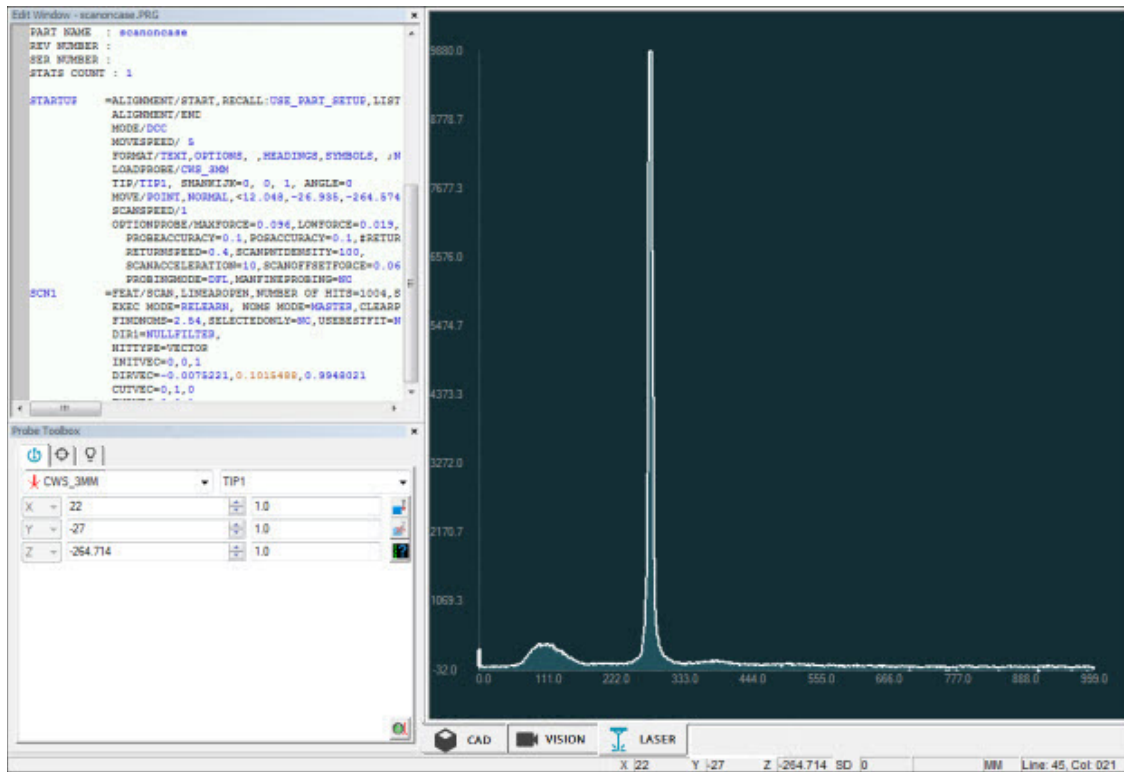 Edit Window - scanoncase.PRG
PART NAME : scanoncase
REV NUMBER :
SER NUMBER :
STATS COUNT : 1
STARTUP =ALIGNMENT/START,RECALL:USE_PART_SETUP,LIST
ALIGNMENT/END
MODE/DCC
MOVESPEED/ 5
FORMAT/TEXT,OPTIONS, ,HEADINGS,SYMBOLS, ;N
LOADPROBE/CWS_3MM
TIP/TIP1, SHANKIJK=0, 0, 1, ANGLE=0
MOVE/POINT,NORMAL,<12.048,-26.935,-264.574
SCANSPEED/1
OPTIONPROBE/MAXFORCE=0.096,LOWFORCE=0.019,
PROBEACCURACY=0.1,POSACCURACY=0.1,#RETUR
RETURNSPEED=0.4,SCANPNTDENSITY=100,
SCANACCELERATION=10,SCANOFFSETFORCE=0.06
PROBINGMODE=DFL,MANFINEPROBING=NO
SCN1 =FEAT/SCAN,LINEAROPEN,NUMBER OF HITS=1004,S
EXEC MODE=RELEARN, NOMS MODE=MASTER,CLEARP
FINDNOMS=2.54,SELECTEDONLY=NO,USEBESTFIT=N
DIR1=NULLFILTER,
HITTYPE=VECTOR
INITVEC=0,0,1
DIRVEC=-0.0075221,0.1015488,0.9948021
CUTVEC=0,1,0
Probe Toolbox
CWS_3MM TIP1
X 22 1.0
Y -27 1.0
Z -264.714 1.0
9880.0
8778.7
7677.3
6576.0
5474.7
4373.3
3272.0
2170.7
1069.3
-32.0
0.0 111.0 222.0 333.0 444.0 555.0 666.0 777.0 888.0 999.0
CAD VISION LASER
X 22 Y -27 Z -264.714 SD 0 MM Line: 45, Col: 021